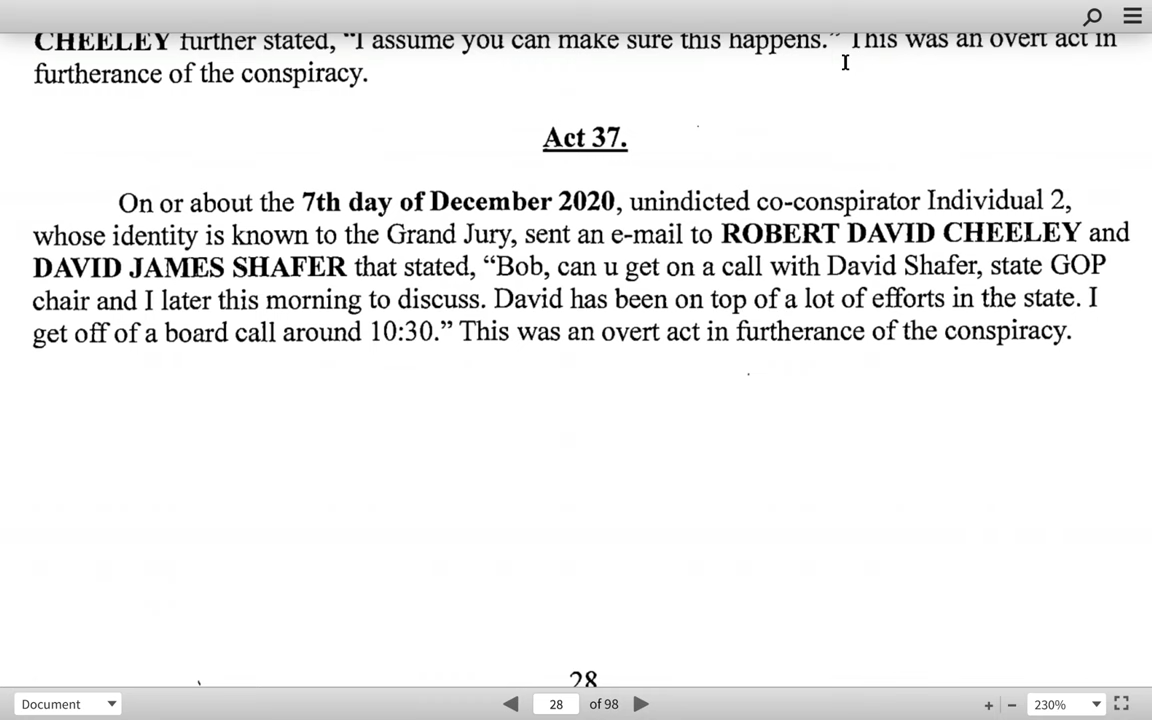 CHEELEY further stated, “I assume you can make sure this happens.” This was an overt act in
furtherance of the conspiracy.
Act 37.
On or about the 7th day of December 2020, unindicted co-conspirator Individual 2,
whose identity is known to the Grand Jury, sent an e-mail to ROBERT DAVID CHEELEY and
DAVID JAMES SHAFER that stated, “Bob, can u get on a call with David Shafer, state GOP
chair and I later this morning to discuss. David has been on top of a lot of efforts in the state. I
get off of a board call around 10:30.” This was an overt act in furtherance of the conspiracy.
28
Document
28 of 98
230%